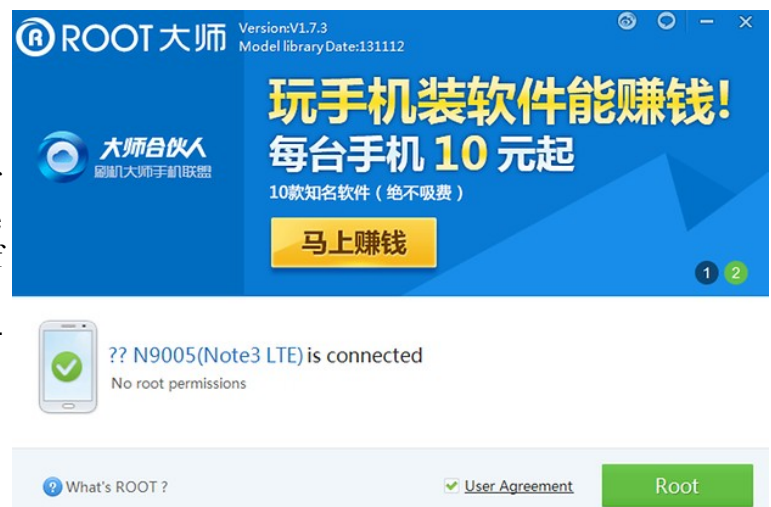 ROOT大师
Version:V1.7.3
Model library Date:131112
大师合伙人
刷机大师手机联盟
玩手机装软件能赚钱!
每台手机 10 元起
10款知名软件（绝不吸费）
马上赚钱
1 2
?? N9005(Note3 LTE) is connected
No root permissions
What's ROOT ?
User Agreement
Root